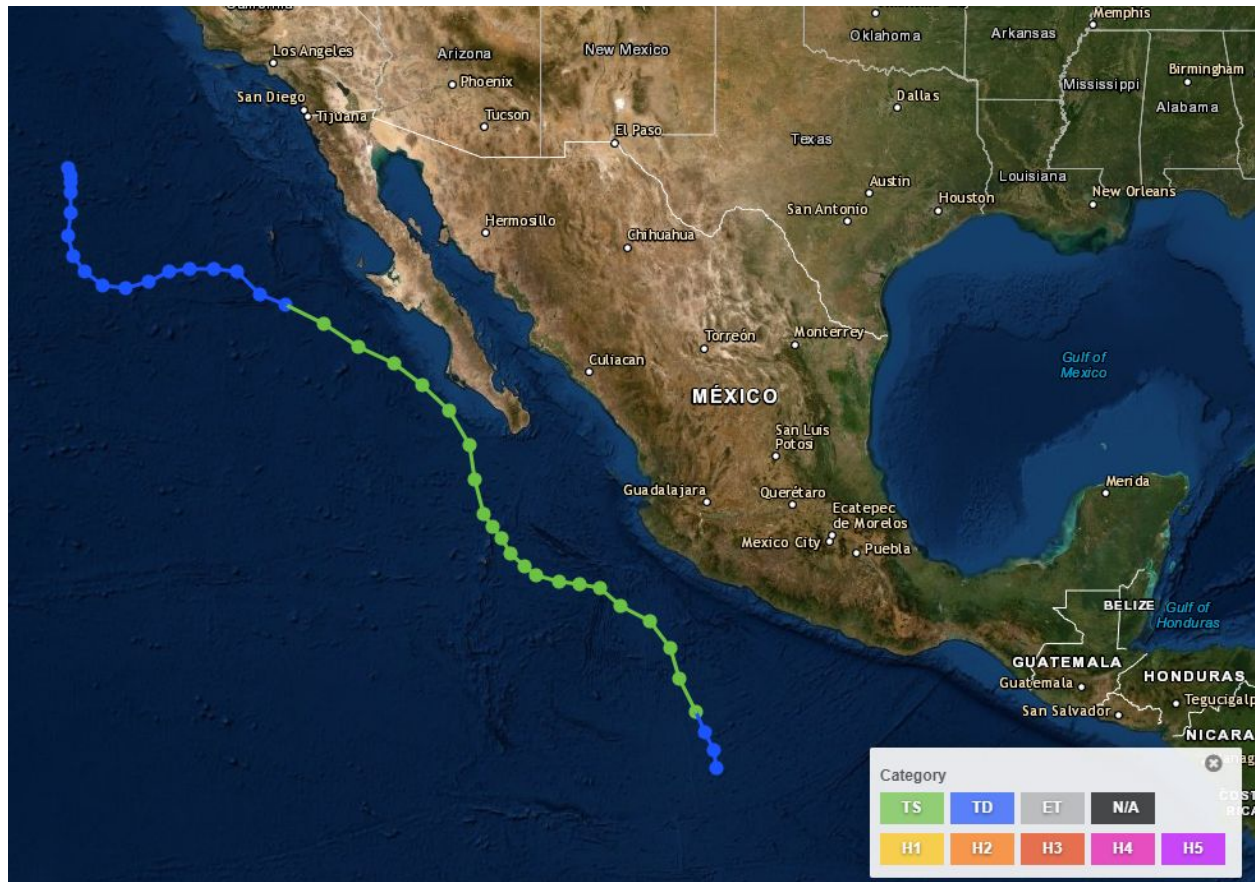 Memphis
Oklahoma
Arkansas
Los Angeles
Arizona
New Mexico
Birmingham
Phoenix
Mississippi
San Diego
Dallas
Alabama
Tijuana
Tucson
El Paso
Texas
Louisiana
Austin
Houston
New Orleans
San Antonio
Hermosillo
Chihuahua
Torreón
Monterrey
Culiacan
Gulf of
Mexico
MÉXICO
San Luis
Potosi
Merida
Guadalajara
Querétaro
Ecatepec
de Morelos
Mexico City
Puebla
BELIZE
Gulf of
Honduras
GUATEMALA
HONDURAS
Guatemala
Tegucigalp
San Salvador
NICARA
Category
TS
TD
ET
N/A
H1
H2
H3
H4
H5